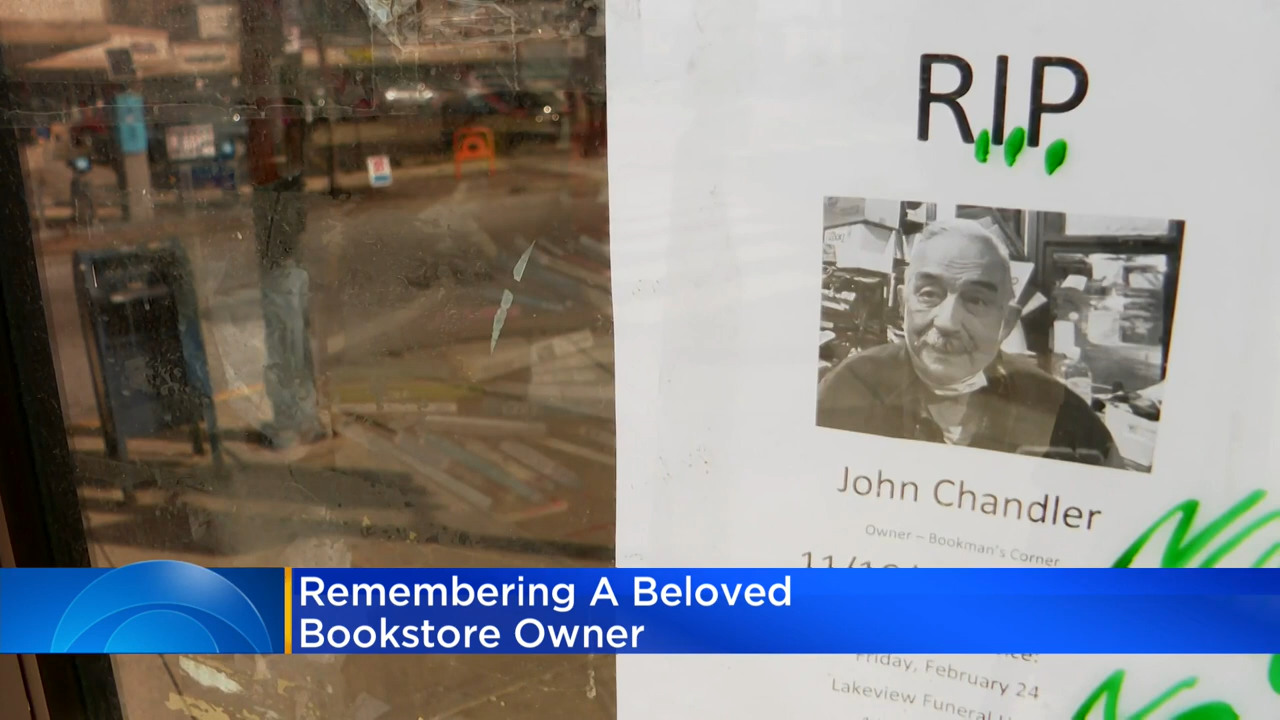 RIP
John Chandler
Owner – Bookman's Corner
Remembering A Beloved
Bookstore Owner
Friday, February 24
Lakeview Funeral